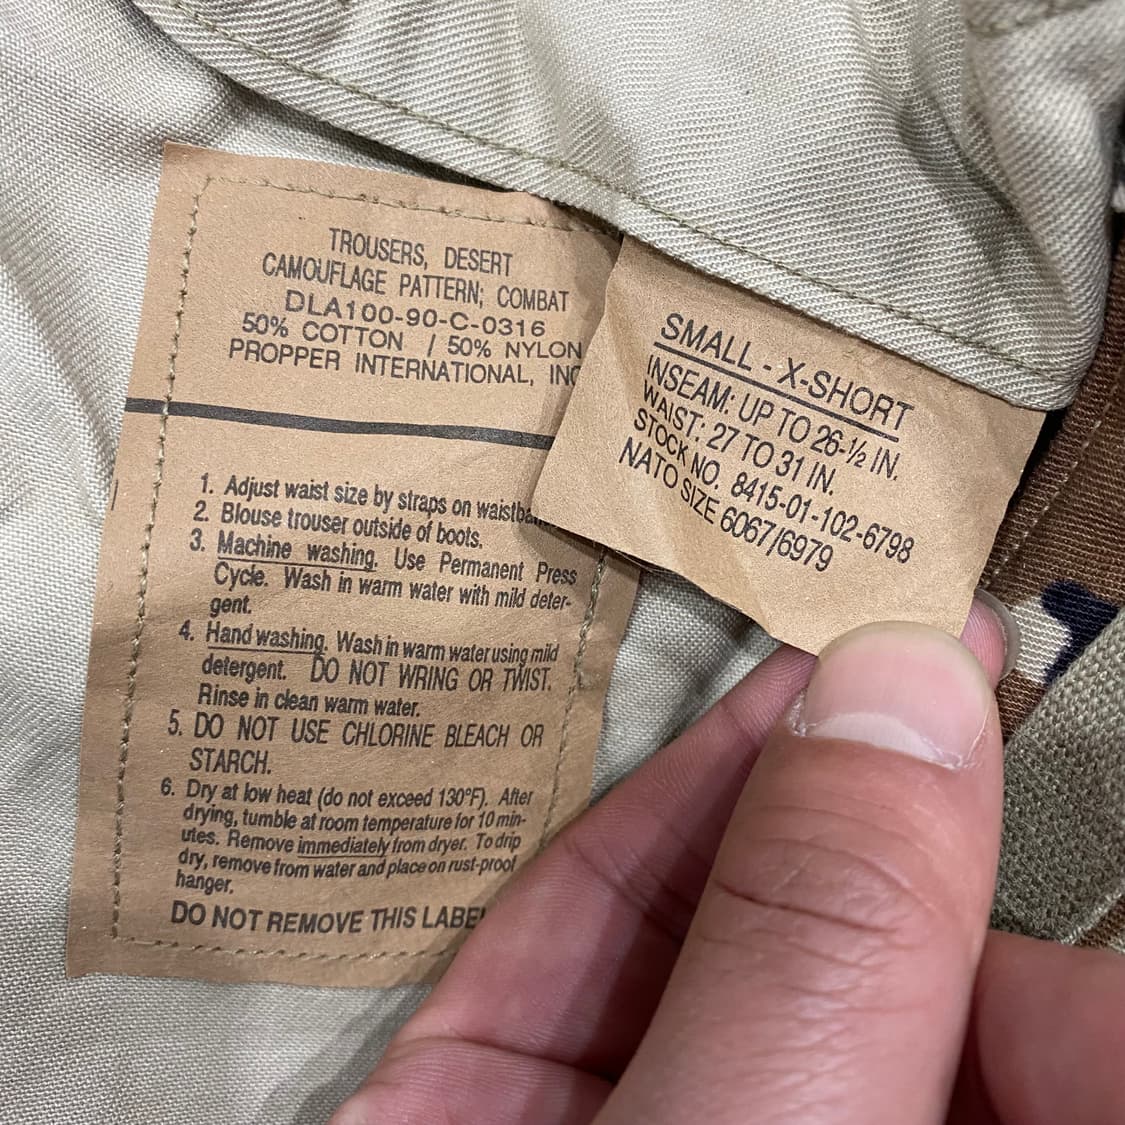 TROUSERS, DESERT
CAMOUFLAGE PATTERN; COMBAT
DLA100-90-C-0316
50% COTTON / 50% NYLON
PROPPER INTERNATIONAL, INC
1. Adjust waist size by straps on
2. Blouse trouser outside of boots.
3. Machine washing. Use Permanent Press
Cycle. Wash in warm water with mild deter-
gent.
4. Hand washing. Wash in warm water using mild
detergent. DO NOT WRING OR TWIST.
Rinse in clean warm water.
5. DO NOT USE CHLORINE BLEACH OR
STARCH.
6. Dry at low heat (do not exceed 130°F). After
drying, tumble at room temperature for 10 min-
utes. Remove immediately from dryer. To drip
dry, remove from water and place on rust-proof
hanger.
DO NOT REMOVE THIS LABEL
SMALL - X-SHORT
INSEAM: UP TO 26-½ IN.
WAIST: 27 TO 31 IN.
STOCK NO. 8415-01-102-6798
NATO SIZE 6067/6979